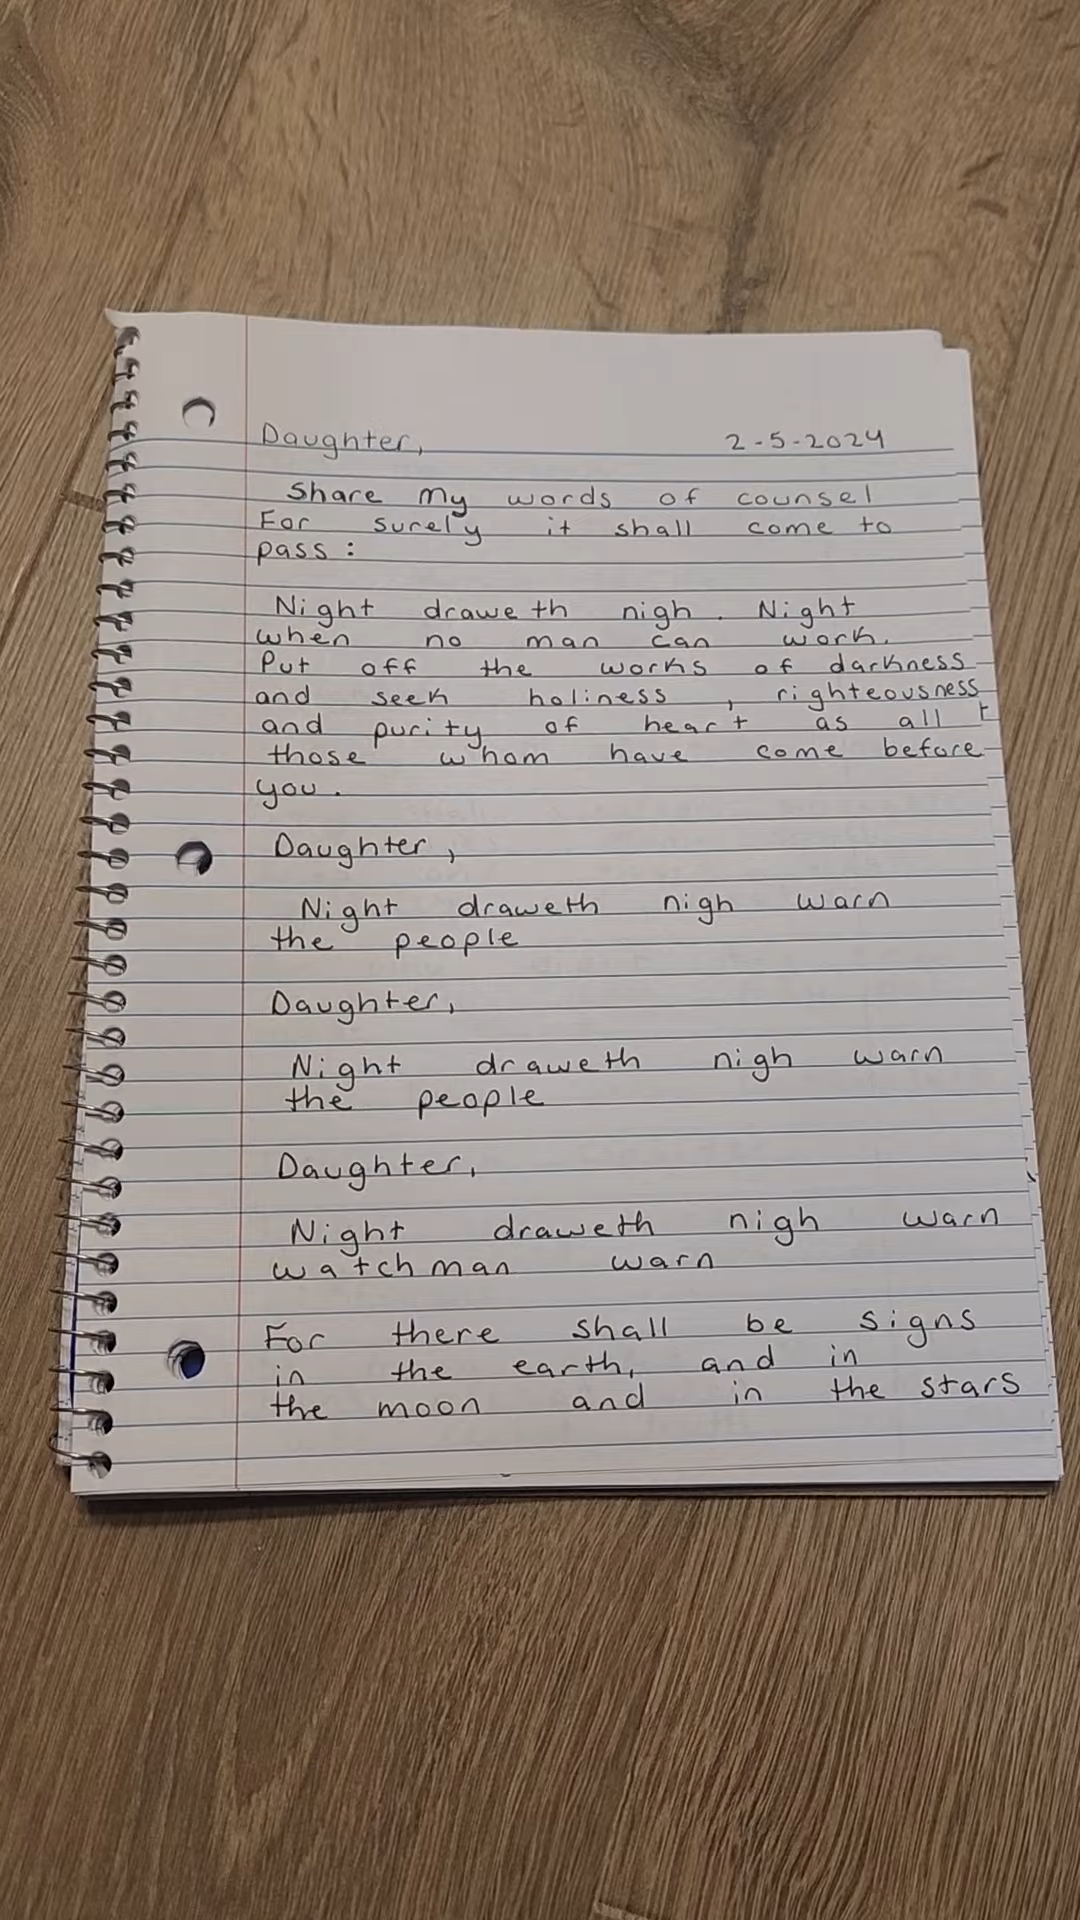 Daughter, 2-5-2024
Share my words of counsel
For surely it shall come to
pass:
Night draweth nigh. Night
when no man can work.
Put off the works of darkness
and seek holiness, righteousness
and purity of heart as all
those whom have come before
you.
Daughter,
Night draweth nigh warn
the people
Daughter,
Night draweth nigh warn
the people
Daughter,
Night draweth nigh warn
watchman warn
For there shall be signs
in the earth, and in
the moon and in the stars